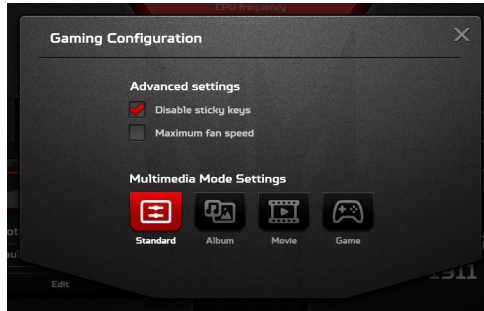 CPU frequency
Gaming Configuration
Advanced settings
Disable sticky keys
Maximum fan speed
Multimedia Mode Settings
Standard Album Movie Game
Edit